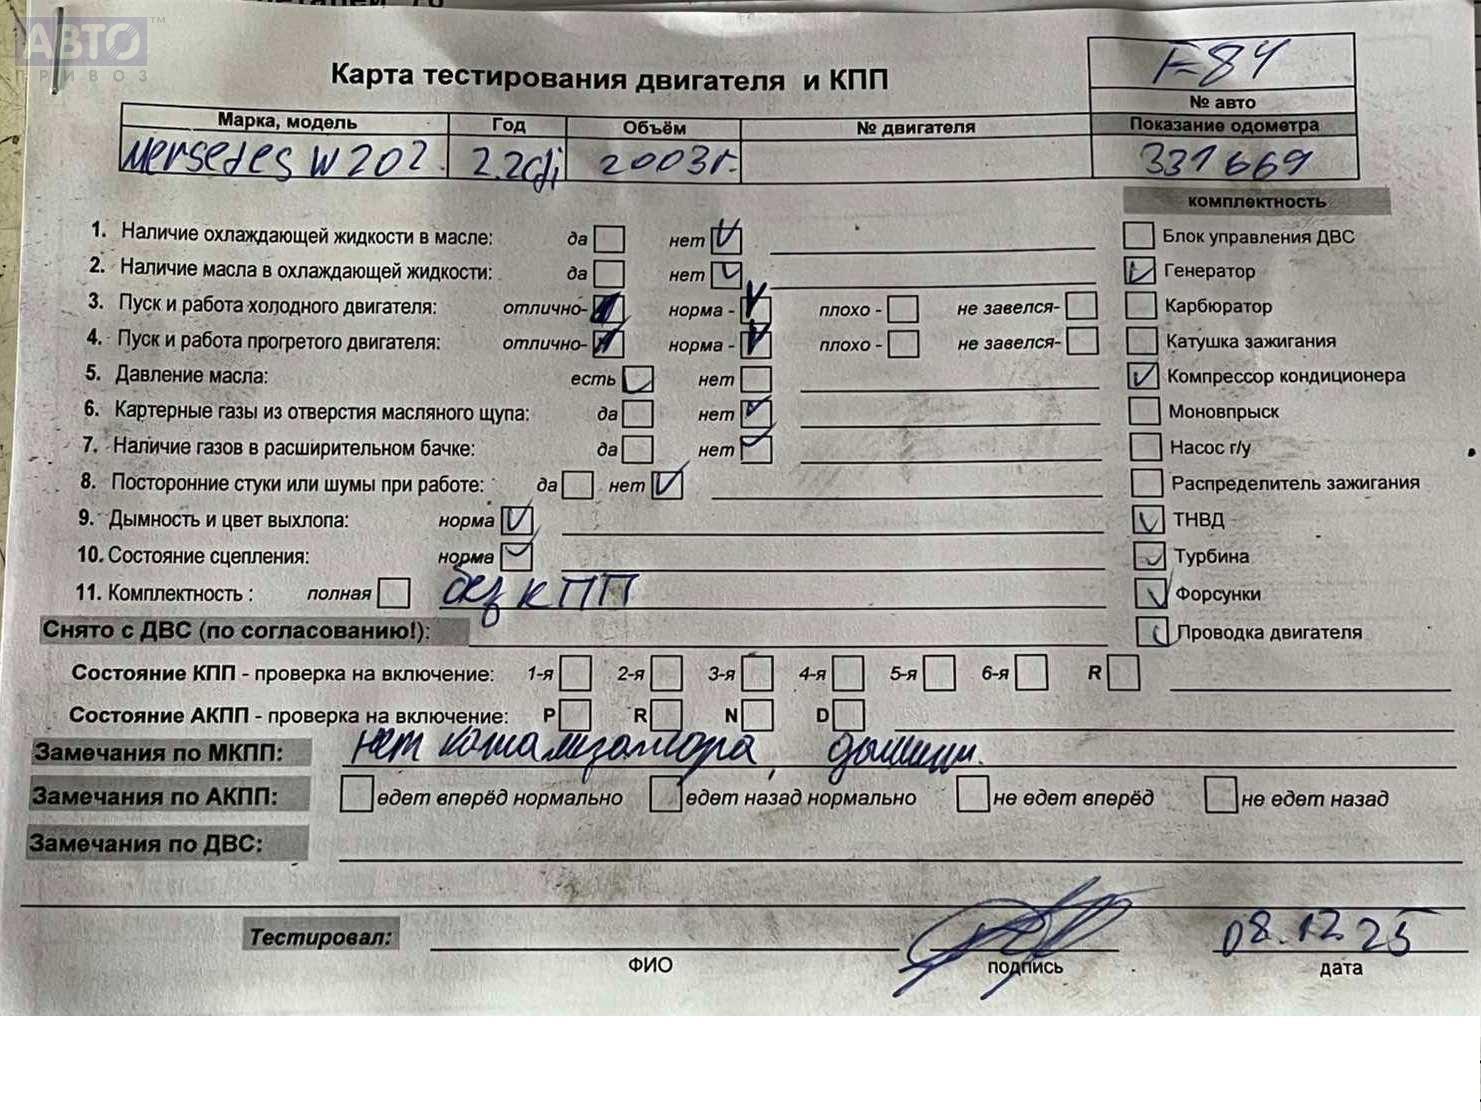 АВТО™
ПРИВОЗ
Карта тестирования двигателя и КПП
F-84
№ авто
Марка, модель Год Объём № двигателя Показание одометра
Mersedes W202. 2.2cdi 2003г. 331669
комплектность
1. Наличие охлаждающей жидкости в масле: да нет Блок управления ДВС
2. Наличие масла в охлаждающей жидкости: да нет Генератор
3. Пуск и работа холодного двигателя: отлично- норма - плохо - не завелся- Карбюратор
4. Пуск и работа прогретого двигателя: отлично- норма - плохо - не завелся- Катушка зажигания
5. Давление масла: есть нет Компрессор кондиционера
6. Картерные газы из отверстия масляного щупа: да нет Моновпрыск
7. Наличие газов в расширительном бачке: да нет Насос г/у
8. Посторонние стуки или шумы при работе: да нет Распределитель зажигания
9. Дымность и цвет выхлопа: норма ТНВД
10. Состояние сцепления: норма Турбина
11. Комплектность : полная без КПП Форсунки
Снято с ДВС (по согласованию!): Проводка двигателя
Состояние КПП - проверка на включение: 1-я 2-я 3-я 4-я 5-я 6-я R
Состояние АКПП - проверка на включение: P R N D
Замечания по МКПП: нет катализатора,
Замечания по АКПП: едет вперёд нормально едет назад нормально не едет вперёд не едет назад
Замечания по ДВС:
Тестировал: 08.12.25
ФИО подпись дата